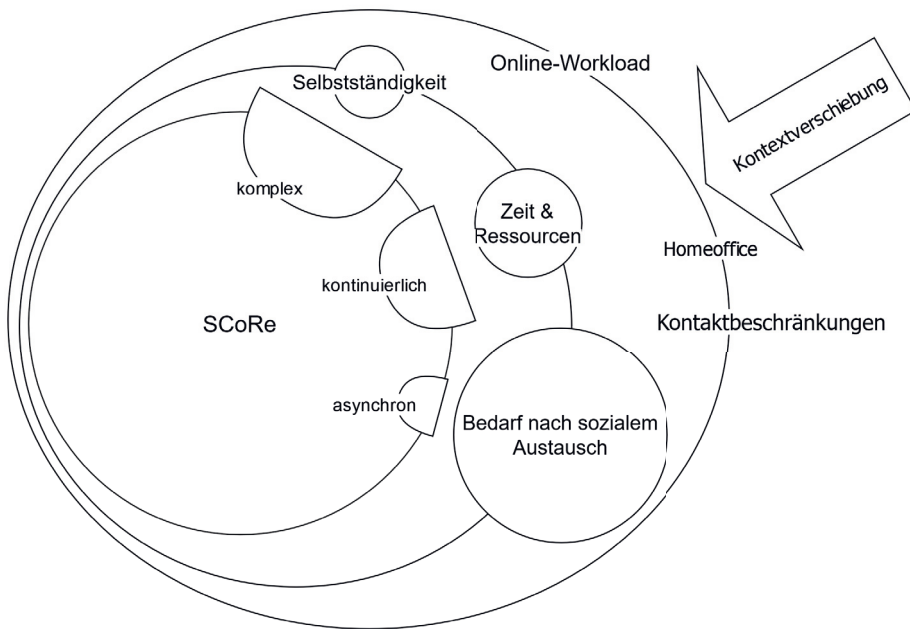 Online-Workload
Selbstständigkeit
Kontextverschiebung
komplex
Zeit &
Ressourcen
Homeoffice
kontinuierlich
SCoRe
Kontaktbeschränkungen
asynchron
Bedarf nach sozialem
Austausch